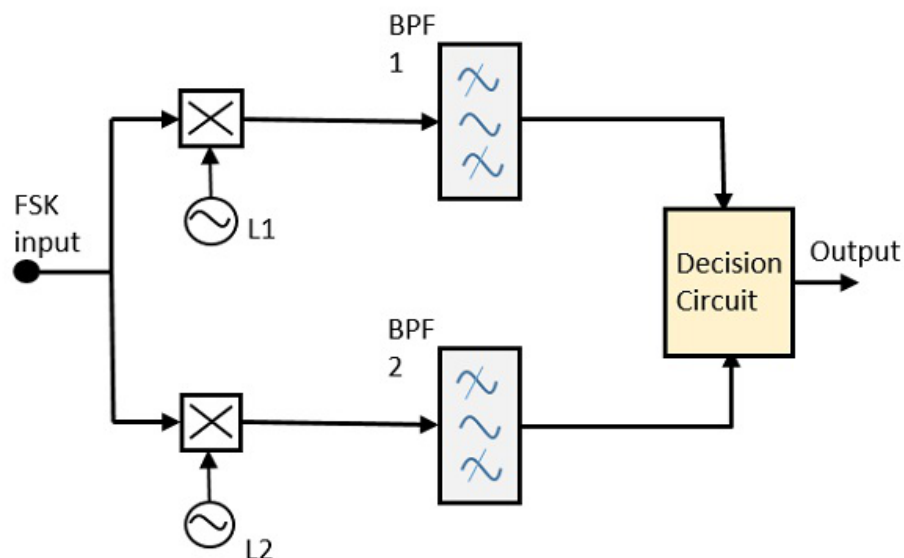 BPF
1
FSK
input
L1
Decision
Circuit
Output
BPF
2
L2